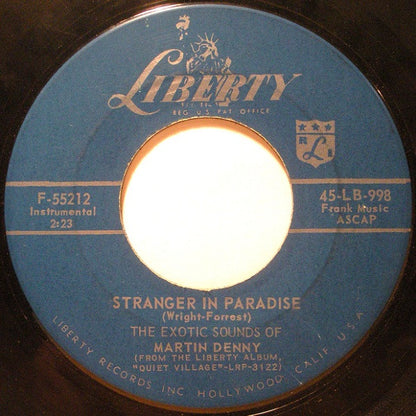 LIBERTY
REG. U.S. PAT. OFFICE
F-55212
Instrumental
2:23
R L I
45-LB-998
Frank Music
ASCAP
STRANGER IN PARADISE
(Wright-Forrest)
THE EXOTIC SOUNDS OF
MARTIN DENNY
(FROM THE LIBERTY ALBUM,
"QUIET VILLAGE"-LRP-3122)
LIBERTY RECORDS INC. HOLLYWOOD, CALIF. U.S.A.